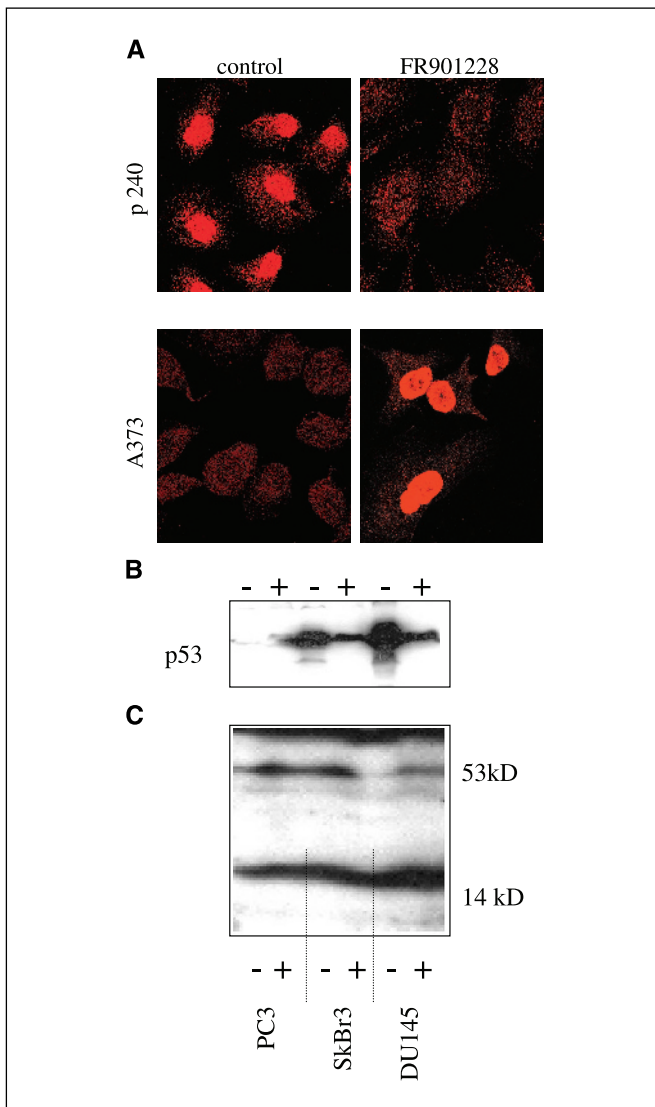 A
control FR901228
p 240
A373
B
- + - + - +
p53
C
53kD
14 kD
- + - + - +
PC3 SkBr3 DU145